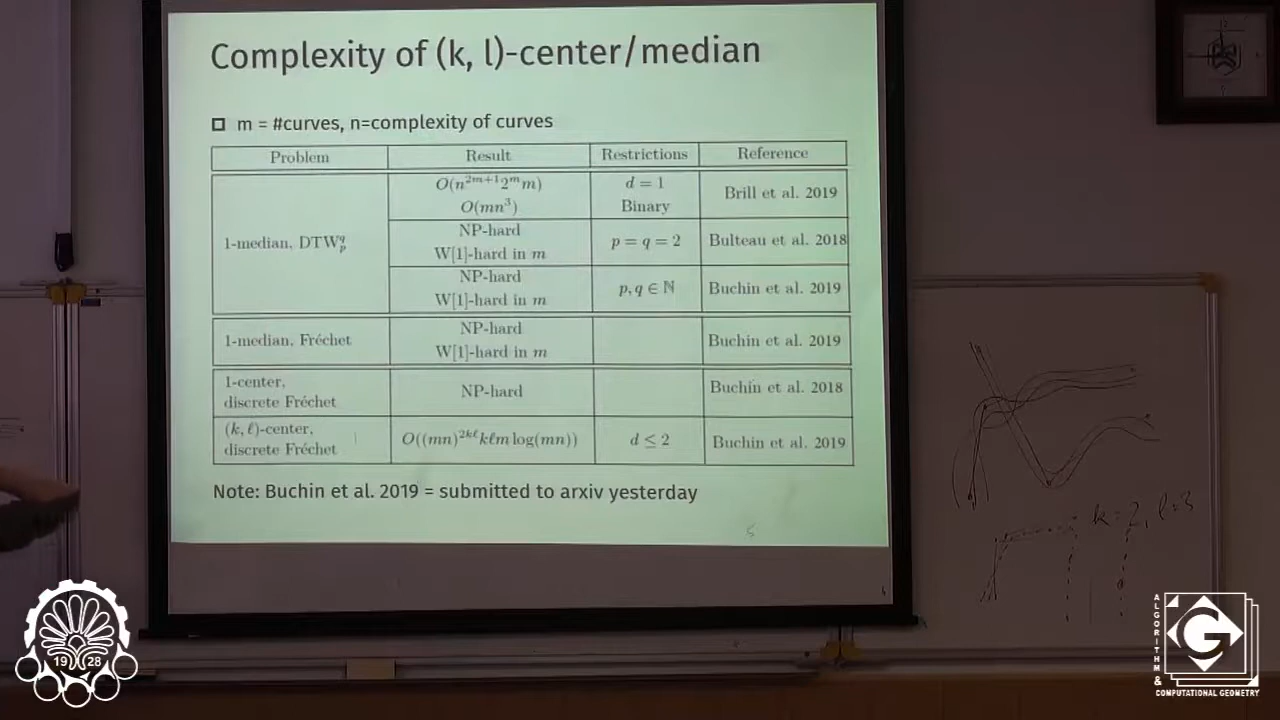 Complexity of (k, l)-center/median
m = #curves, n=complexity of curves
Problem Result Restrictions Reference
1-median, DTW_p^q
O(n^{2m+1}2^m m) d = 1 Brill et al. 2019
O(mn^3) Binary
NP-hard p = q = 2 Bulteau et al. 2018
W[1]-hard in m
NP-hard p, q ∈ ℕ Buchin et al. 2019
W[1]-hard in m
1-median, Fréchet NP-hard Buchin et al. 2019
W[1]-hard in m
1-center, NP-hard Buchin et al. 2018
discrete Fréchet
(k, ℓ)-center, O((mn)^{2kℓ}kℓm log(mn)) d ≤ 2 Buchin et al. 2019
discrete Fréchet
Note: Buchin et al. 2019 = submitted to arxiv yesterday
k=2, ℓ=3
19 28
ALGORITHM
&
G
COMPUTATIONAL GEOMETRY